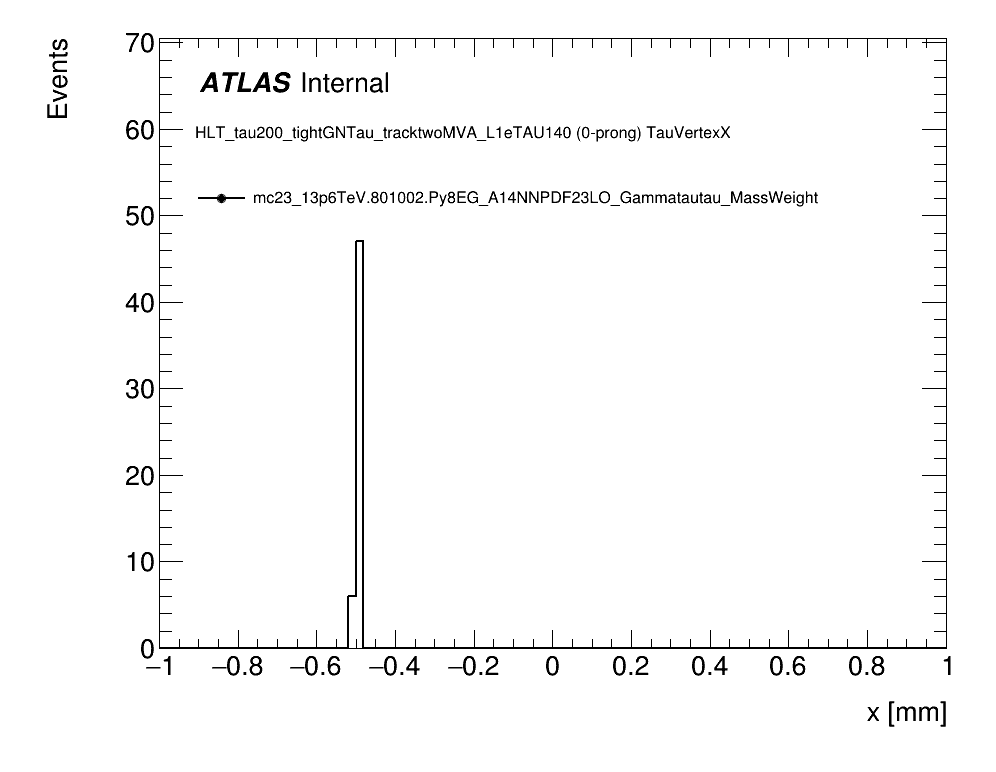 Events
70
60
50
40
30
20
10
0
ATLAS Internal
HLT_tau200_tightGNTau_tracktwoMVA_L1eTAU140 (0-prong) TauVertexX
mc23_13p6TeV.801002.Py8EG_A14NNPDF23LO_Gammatautau_MassWeight
−1 −0.8 −0.6 −0.4 −0.2 0 0.2 0.4 0.6 0.8 1
x [mm]